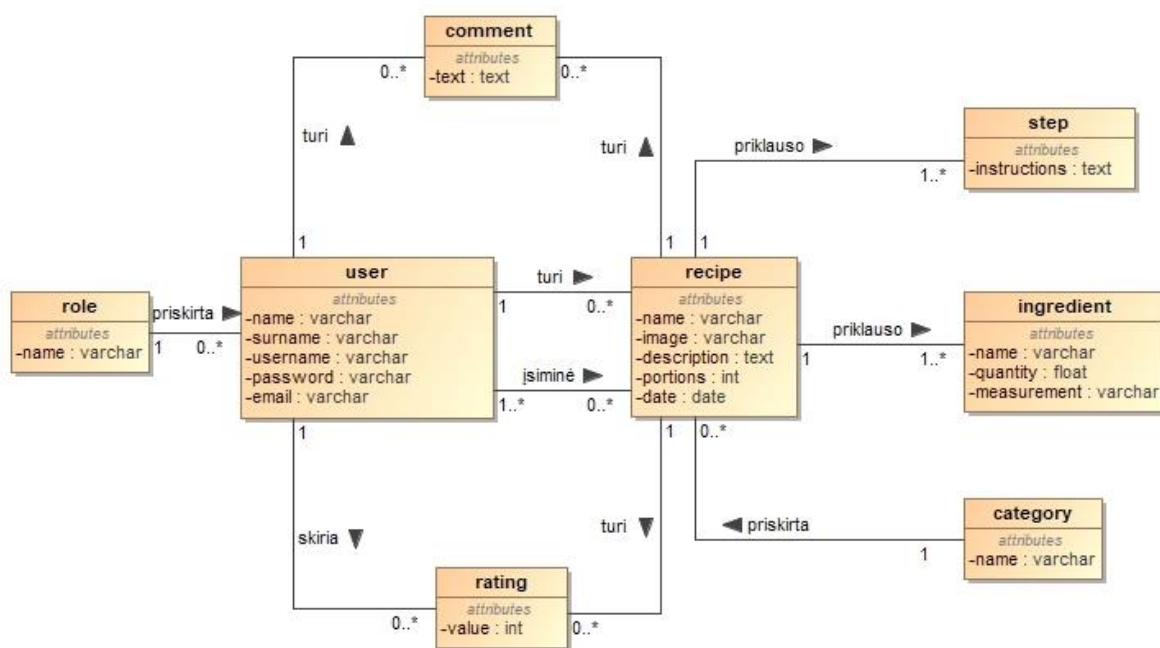 comment
attributes
-text : text
0..*
0..*
turi
turi
1
1
step
attributes
-instructions : text
priklauso
1..*
1
role
attributes
-name : varchar
priskirta
1
0..*
user
attributes
-name : varchar
-surname : varchar
-username : varchar
-password : varchar
-email : varchar
turi
1
0..*
įsiminė
1..*
0..*
recipe
attributes
-name : varchar
-image : varchar
-description : text
-portions : int
-date : date
priklauso
1
1..*
ingredient
attributes
-name : varchar
-quantity : float
-measurement : varchar
1
1
0..*
skiria
turi
priskirta
1
category
attributes
-name : varchar
rating
attributes
-value : int
0..*
0..*